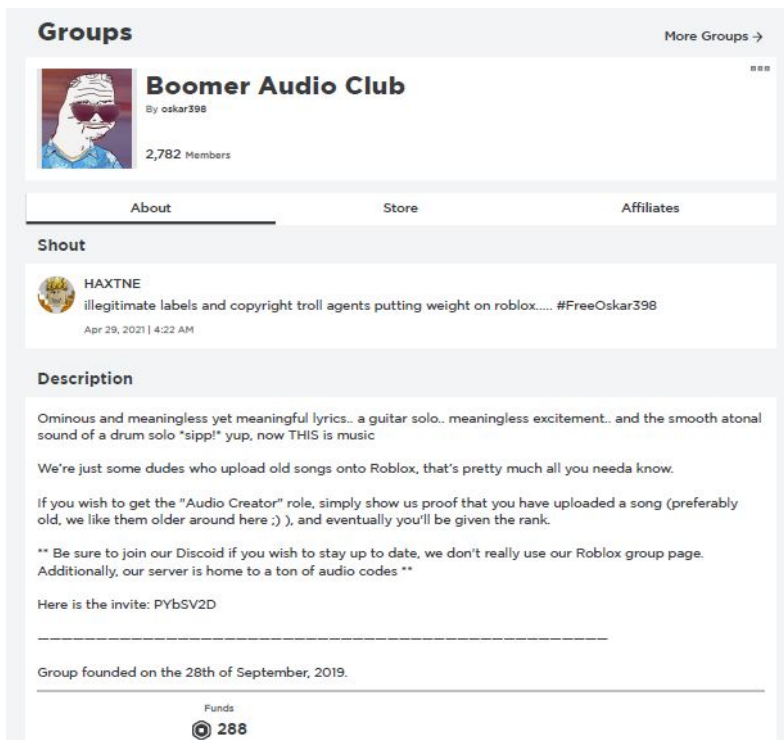 Groups
More Groups →
Boomer Audio Club
By oskar398
2,782 Members
About
Store
Affiliates
Shout
HAXTNE
illegitimate labels and copyright troll agents putting weight on roblox..... #FreeOskar398
Apr 29, 2021 | 4:22 AM
Description
Ominous and meaningless yet meaningful lyrics.. a guitar solo.. meaningless excitement.. and the smooth atonal
sound of a drum solo *sipp!* yup, now THIS is music
We're just some dudes who upload old songs onto Roblox, that's pretty much all you needa know.
If you wish to get the "Audio Creator" role, simply show us proof that you have uploaded a song (preferably
old, we like them older around here ;) ), and eventually you'll be given the rank.
** Be sure to join our Discoid if you wish to stay up to date, we don't really use our Roblox group page.
Additionally, our server is home to a ton of audio codes **
Here is the invite: PYbSV2D
—————————————————————————————————————————————————
Group founded on the 28th of September, 2019.
Funds
288